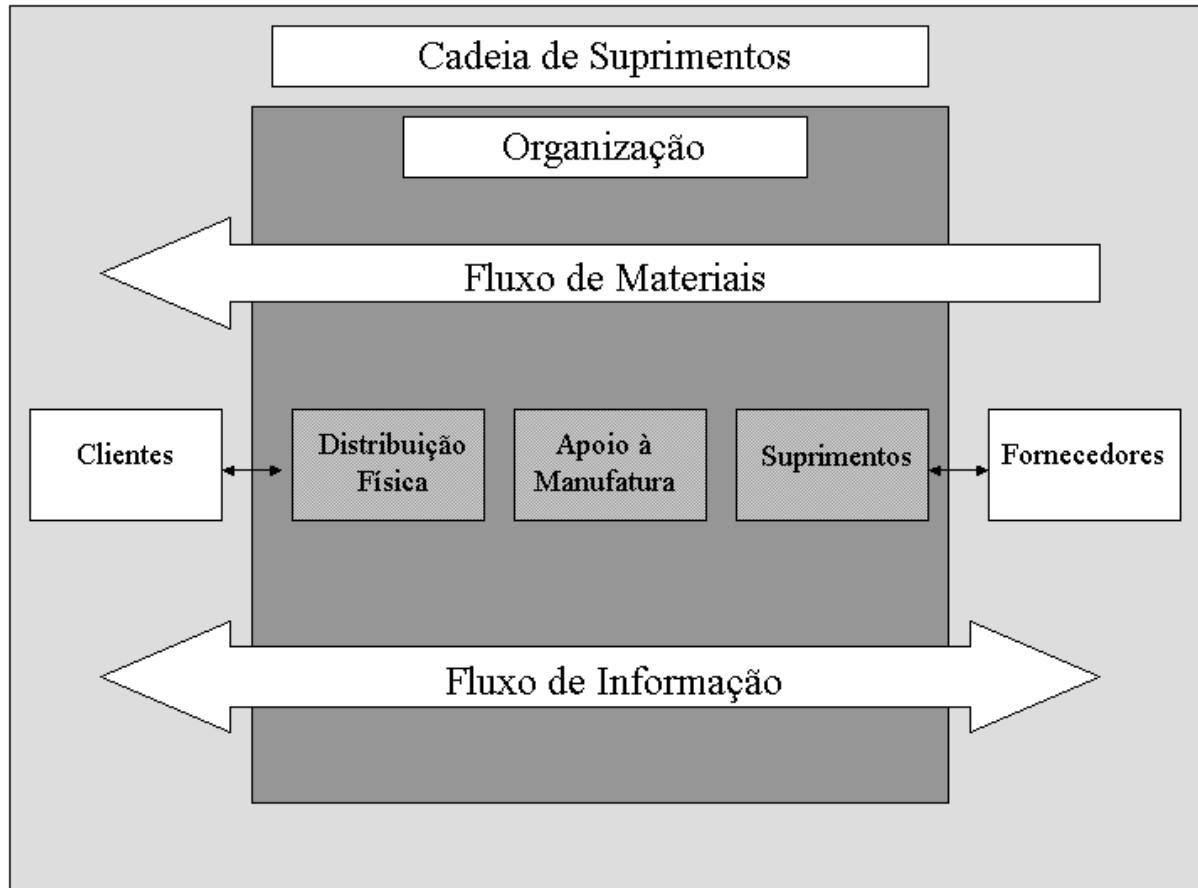 Cadeia de Suprimentos
Organização
Fluxo de Materiais
Clientes
Distribuição
Física
Apoio à
Manufatura
Suprimentos
Fornecedores
Fluxo de Informação